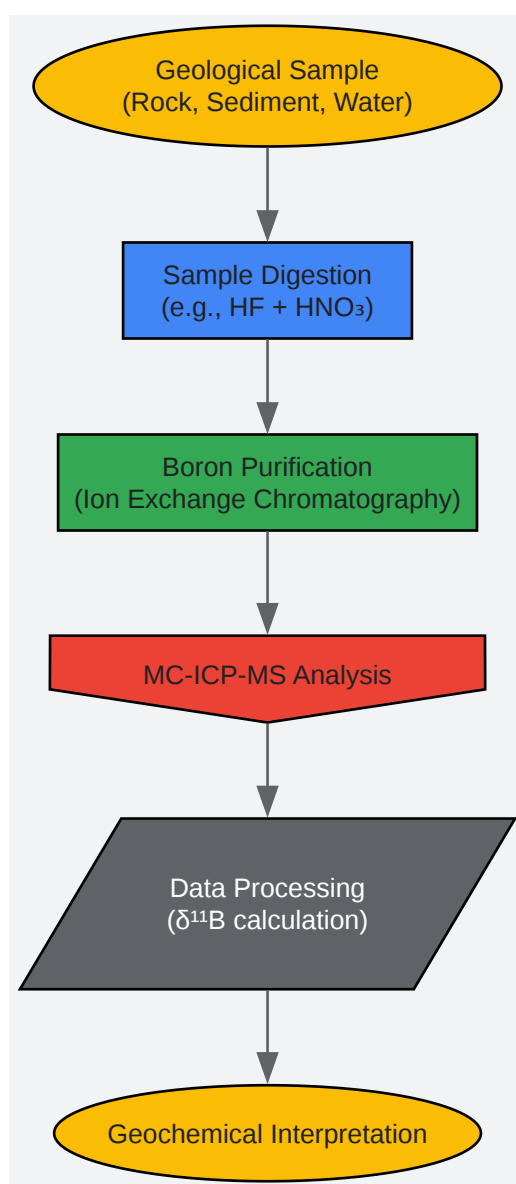 Geological Sample
(Rock, Sediment, Water)
Sample Digestion
(e.g., HF + HNO₃)
Boron Purification
(Ion Exchange Chromatography)
MC-ICP-MS Analysis
Data Processing
(δ¹¹B calculation)
Geochemical Interpretation